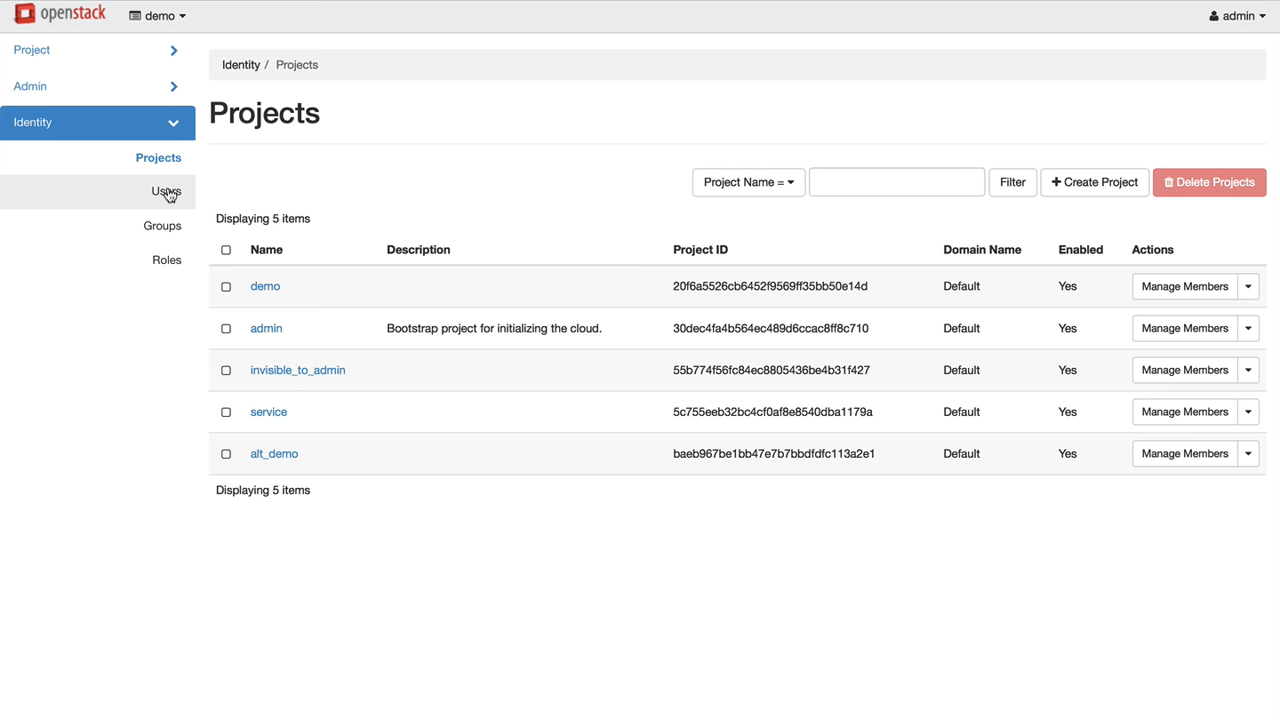 openstack demo admin
Project
Admin
Identity
Projects
Users
Groups
Roles
Identity / Projects
Projects
Project Name = Filter + Create Project Delete Projects
Displaying 5 items
Name Description Project ID Domain Name Enabled Actions
demo 20f6a5526cb6452f9569ff35bb50e14d Default Yes Manage Members
admin Bootstrap project for initializing the cloud. 30dec4fa4b564ec489d6ccac8ff8c710 Default Yes Manage Members
invisible_to_admin 55b774f56fc84ec8805436be4b31f427 Default Yes Manage Members
service 5c755eeb32bc4cf0af8e8540dba1179a Default Yes Manage Members
alt_demo baeb967be1bb47e7b7bbdfdfc113a2e1 Default Yes Manage Members
Displaying 5 items